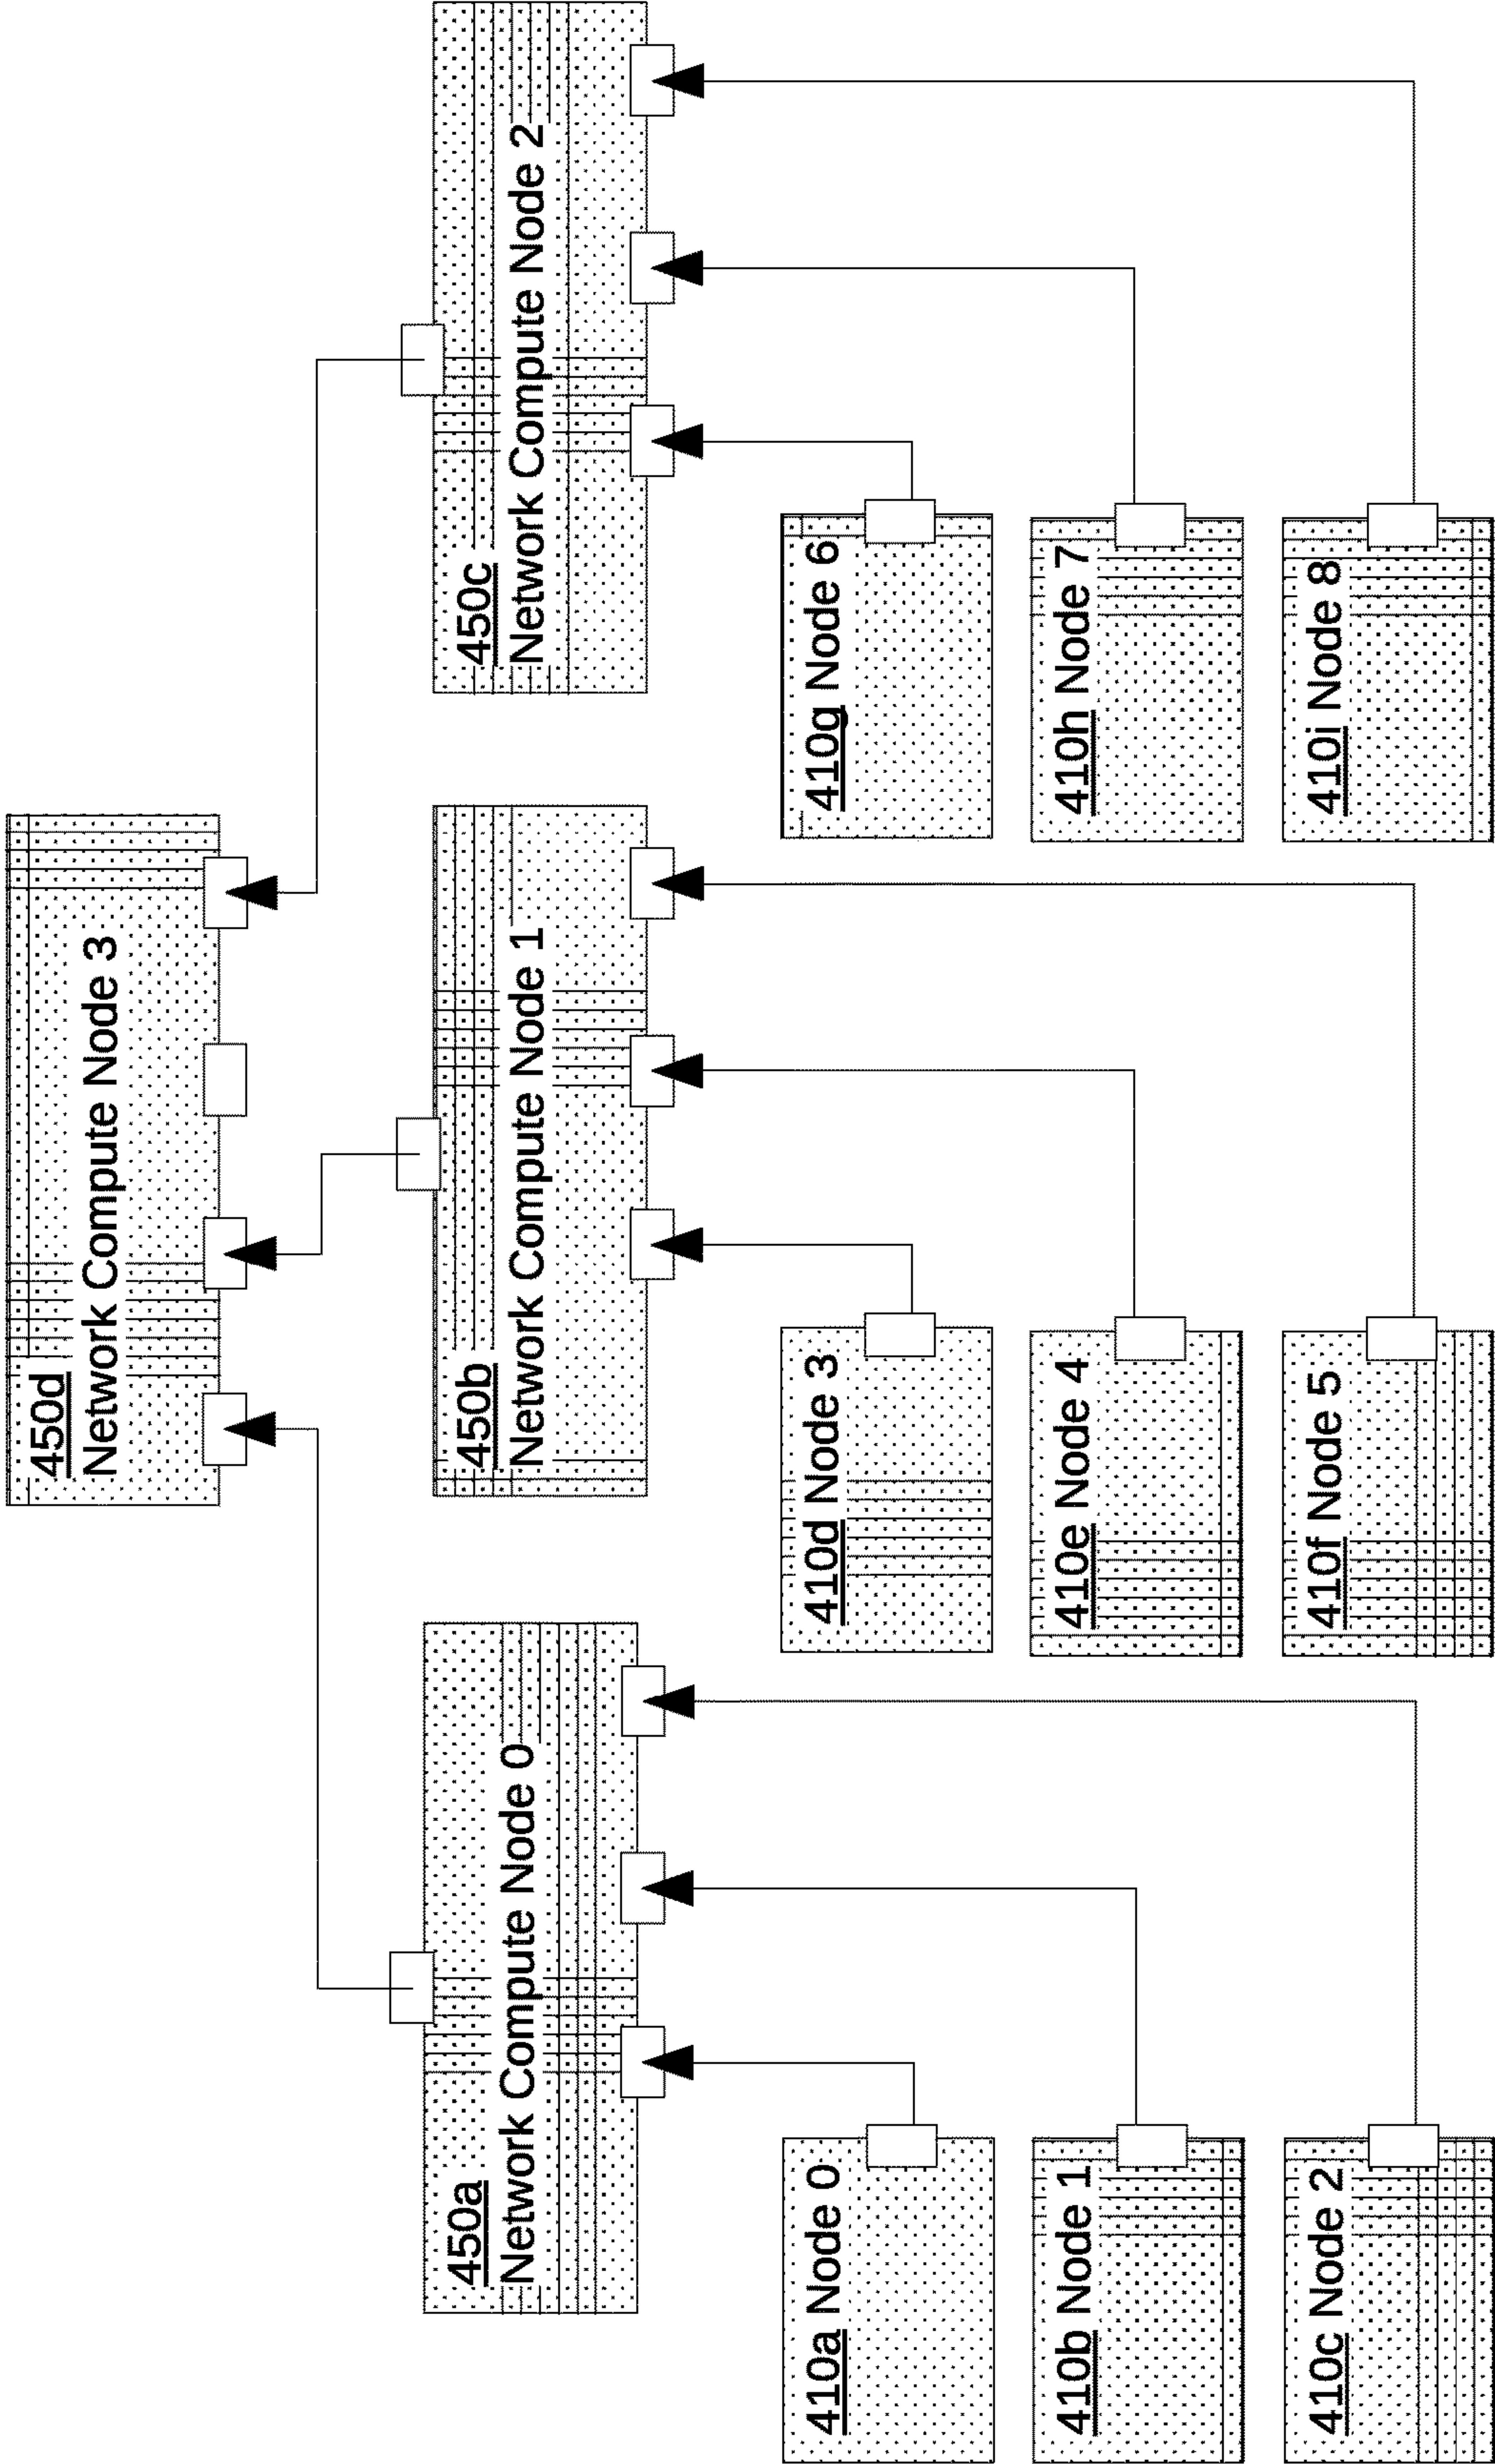 450d
Network Compute Node 3
450a
Network Compute Node 0
450b
Network Compute Node 1
450c
Network Compute Node 2
410a Node 0
410b Node 1
410c Node 2
410d Node 3
410e Node 4
410f Node 5
410g Node 6
410h Node 7
410i Node 8